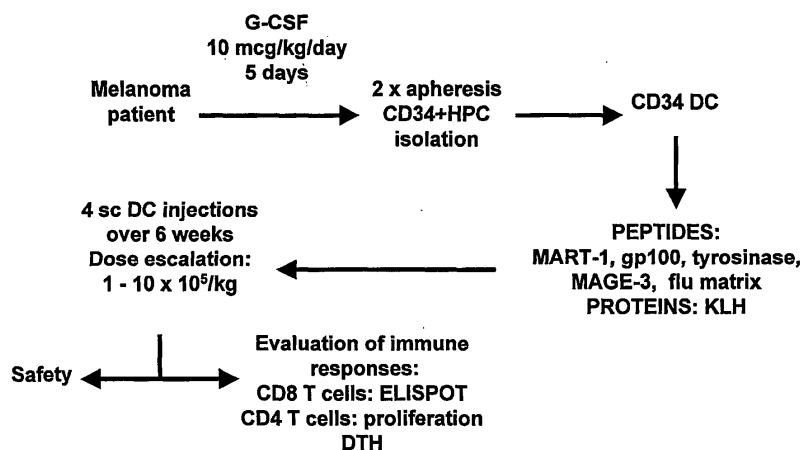 G-CSF
10 mcg/kg/day
5 days
Melanoma
patient
2 x apheresis
CD34+HPC
isolation
CD34 DC
PEPTIDES:
MART-1, gp100, tyrosinase,
MAGE-3, flu matrix
PROTEINS: KLH
4 sc DC injections
over 6 weeks
Dose escalation:
1 - 10 x 10⁵/kg
Safety
Evaluation of immune
responses:
CD8 T cells: ELISPOT
CD4 T cells: proliferation
DTH